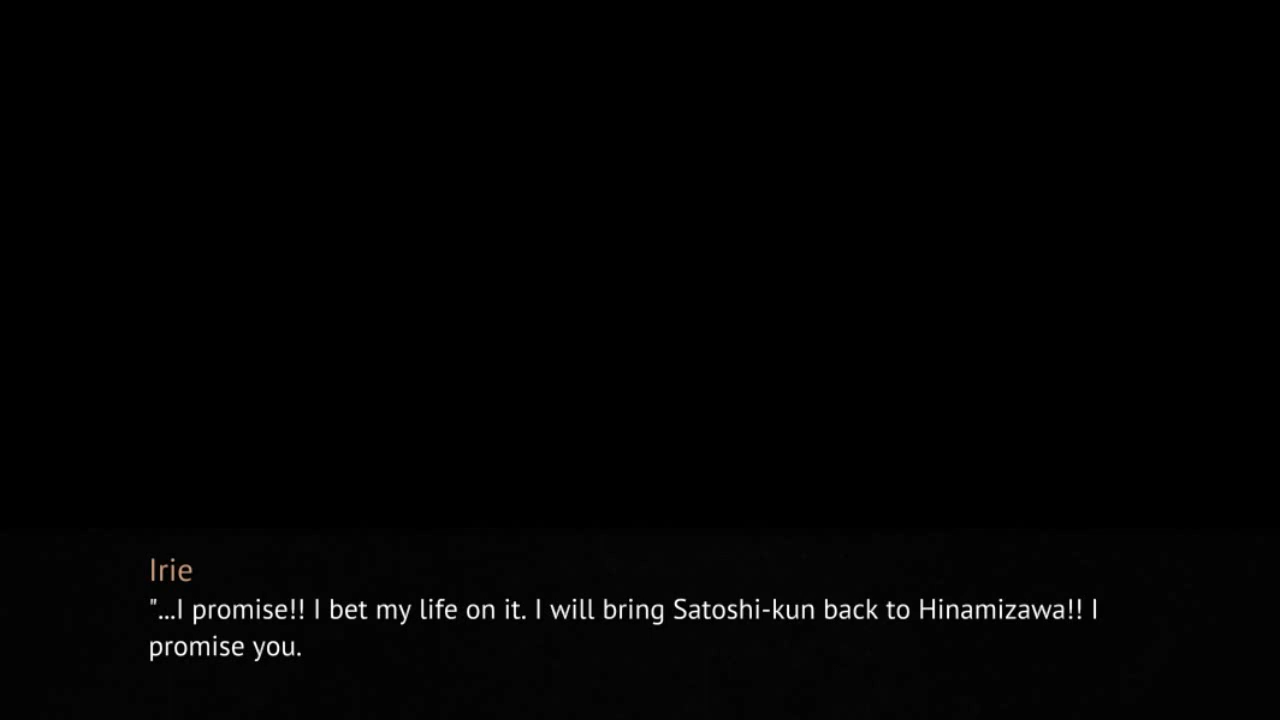 Irie
"...I promise!! I bet my life on it. I will bring Satoshi-kun back to Hinamizawa!! I
promise you.